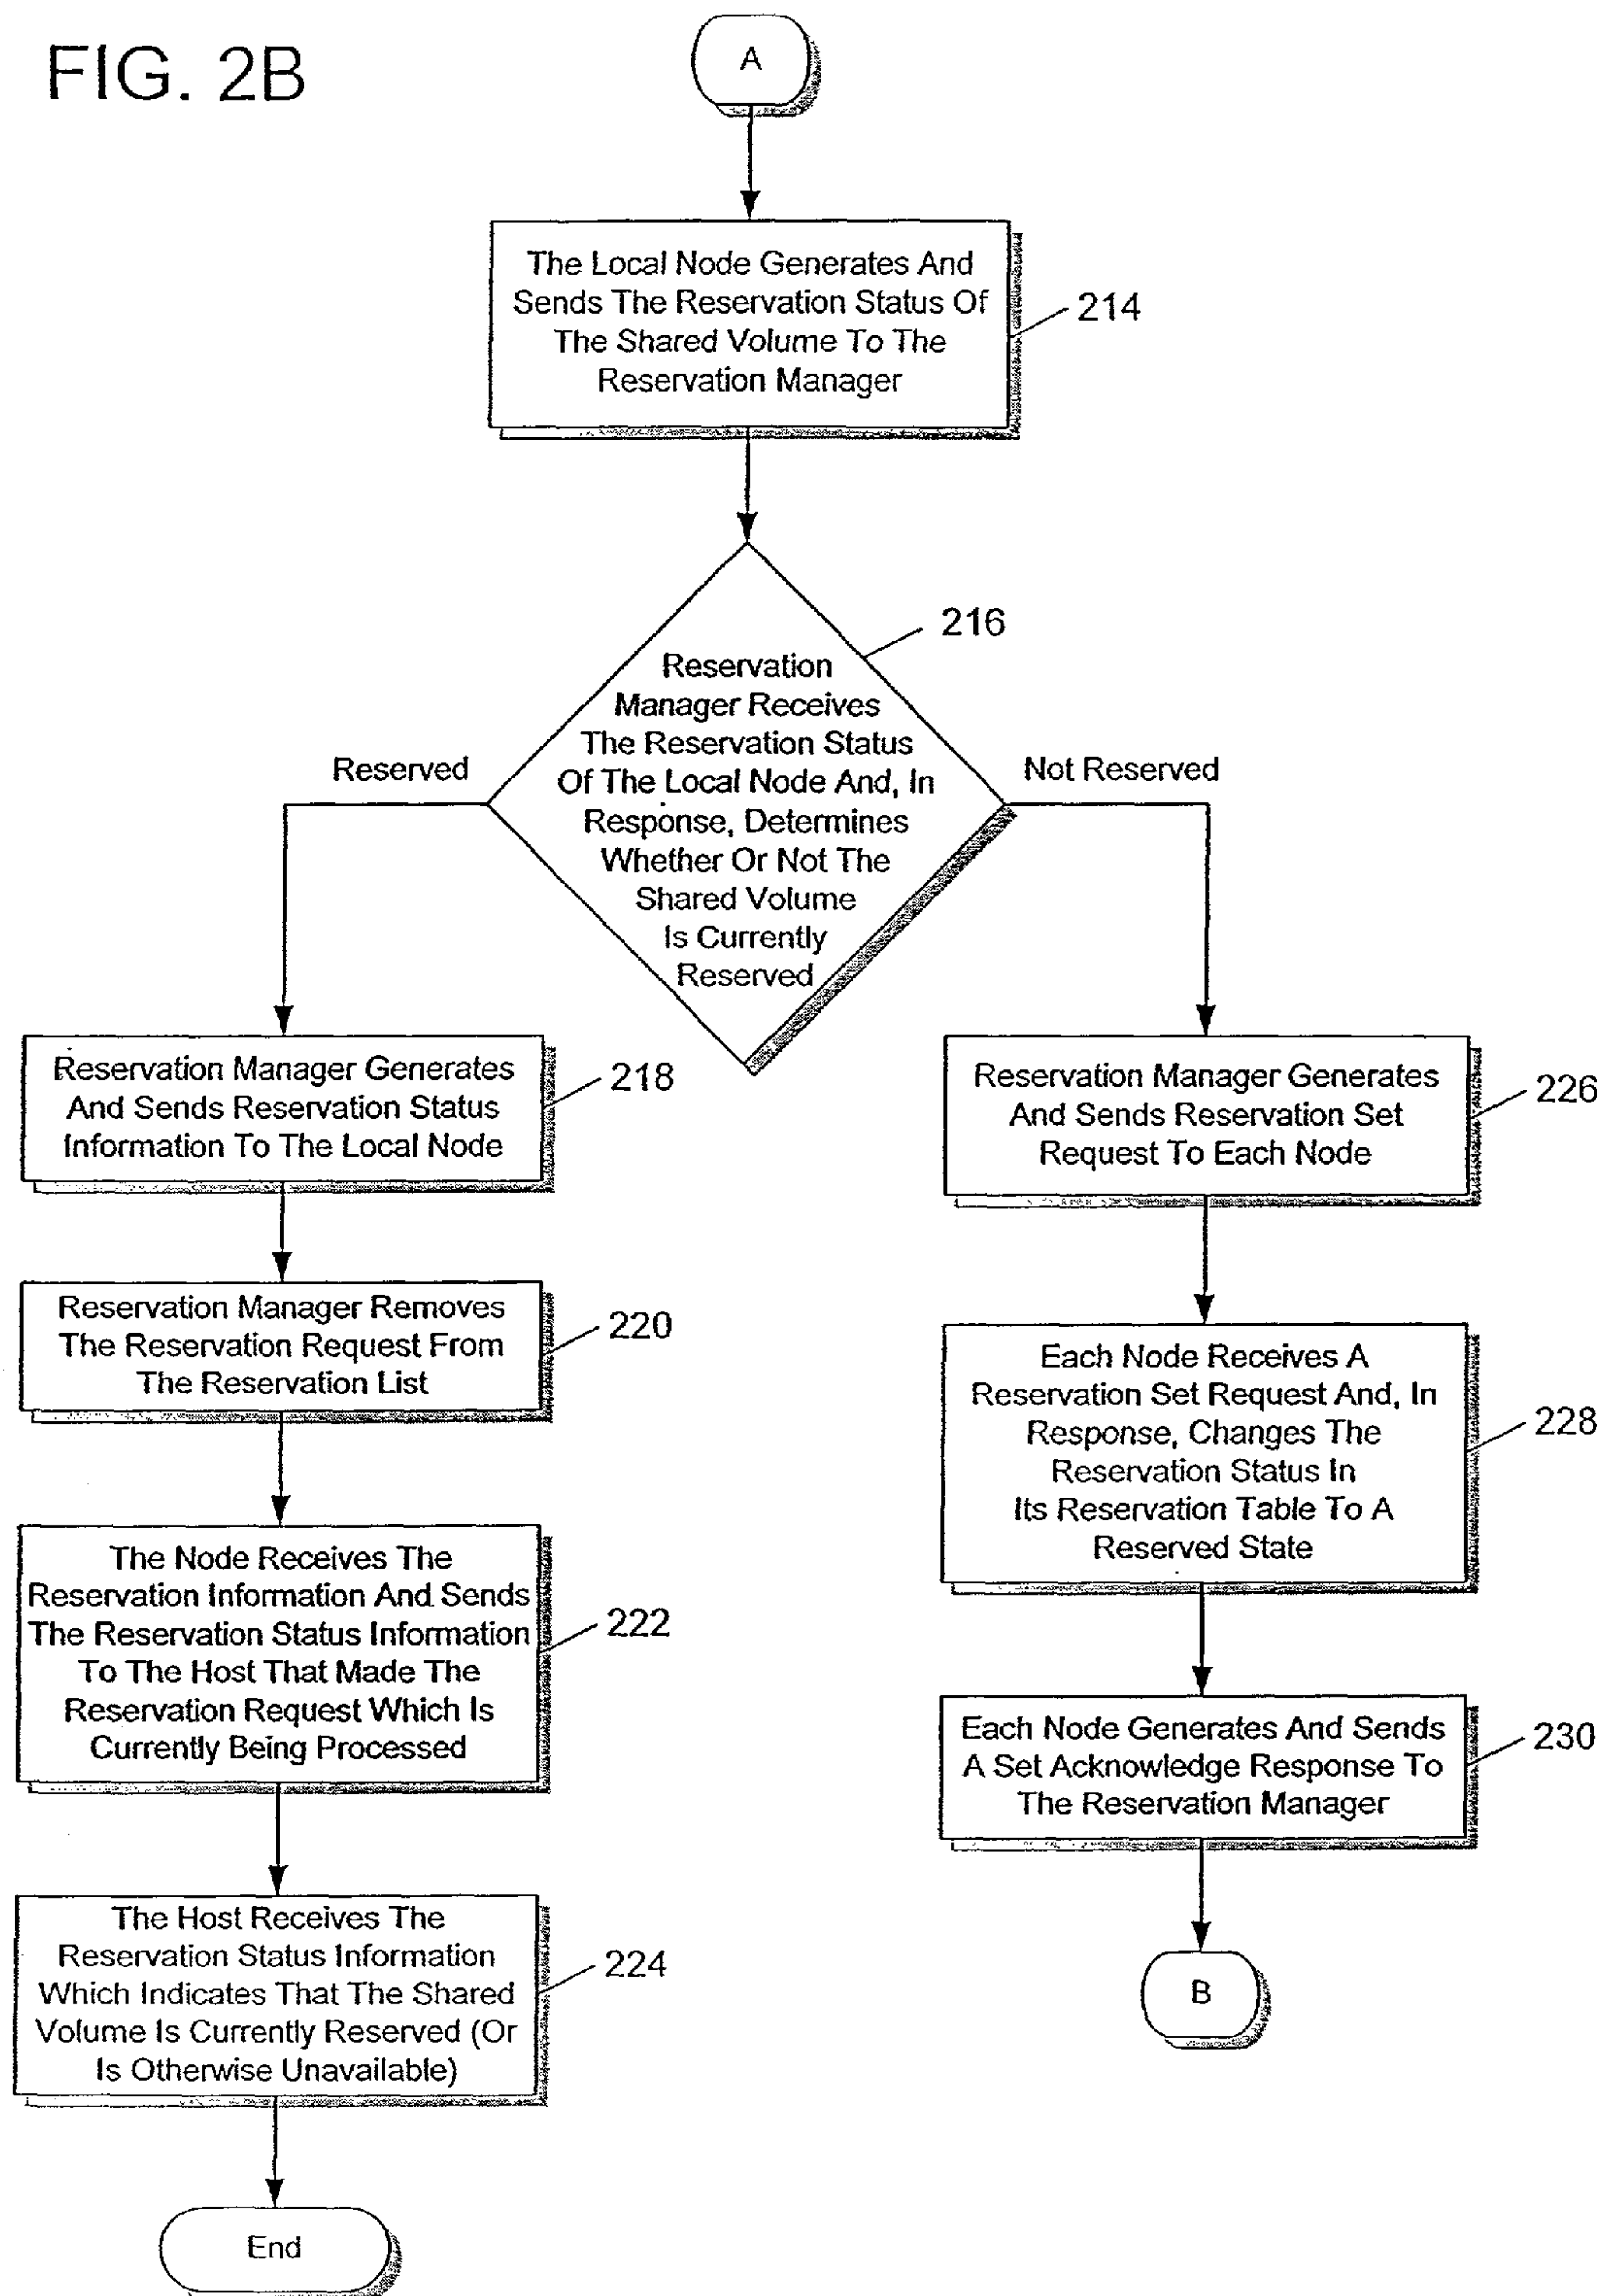 FIG. 2B
A
The Local Node Generates And
Sends The Reservation Status Of
The Shared Volume To The
Reservation Manager
214
216
Reservation
Manager Receives
The Reservation Status
Of The Local Node And, In
Response, Determines
Whether Or Not The
Shared Volume
Is Currently
Reserved
Reserved
Not Reserved
Reservation Manager Generates
And Sends Reservation Status
Information To The Local Node
218
Reservation Manager Removes
The Reservation Request From
The Reservation List
220
The Node Receives The
Reservation Information And Sends
The Reservation Status Information
To The Host That Made The
Reservation Request Which Is
Currently Being Processed
222
The Host Receives The
Reservation Status Information
Which Indicates That The Shared
Volume Is Currently Reserved (Or
Is Otherwise Unavailable)
224
End
Reservation Manager Generates
And Sends Reservation Set
Request To Each Node
226
Each Node Receives A
Reservation Set Request And, In
Response, Changes The
Reservation Status In
Its Reservation Table To A
Reserved State
228
Each Node Generates And Sends
A Set Acknowledge Response To
The Reservation Manager
230
B